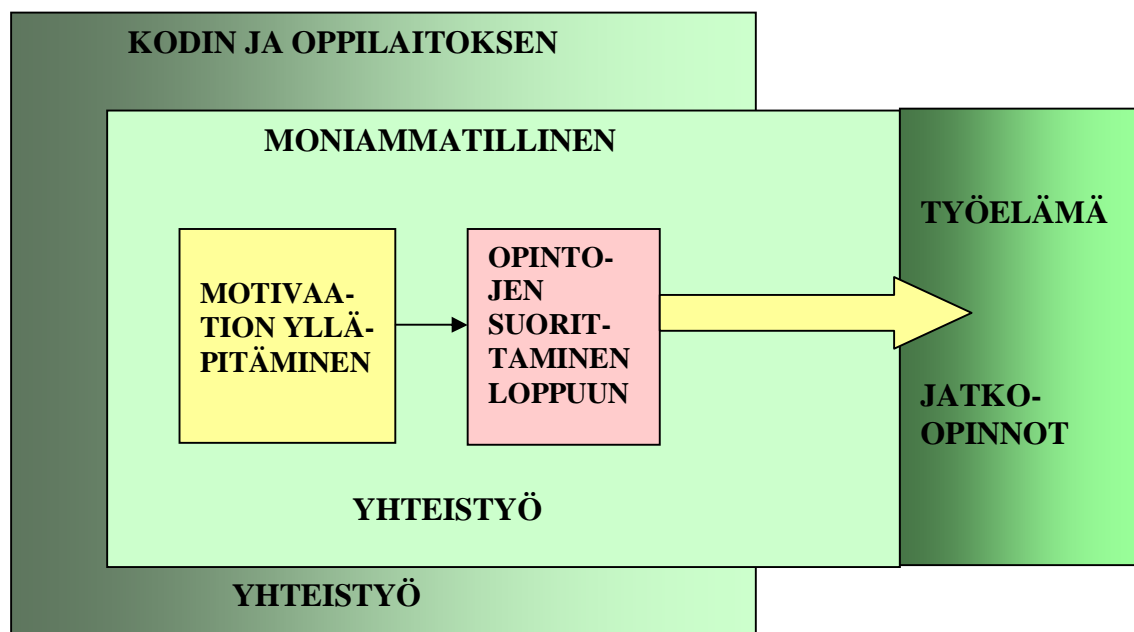 KODIN JA OPPILAITOKSEN
MONIAMMATILLINEN
MOTIVAA-
TION YLLÄ-
PITÄMINEN
OPINTO-
JEN
SUORIT-
TAMINEN
LOPPUUN
TYÖELÄMÄ
JATKO-
OPINNOT
YHTEISTYÖ
YHTEISTYÖ